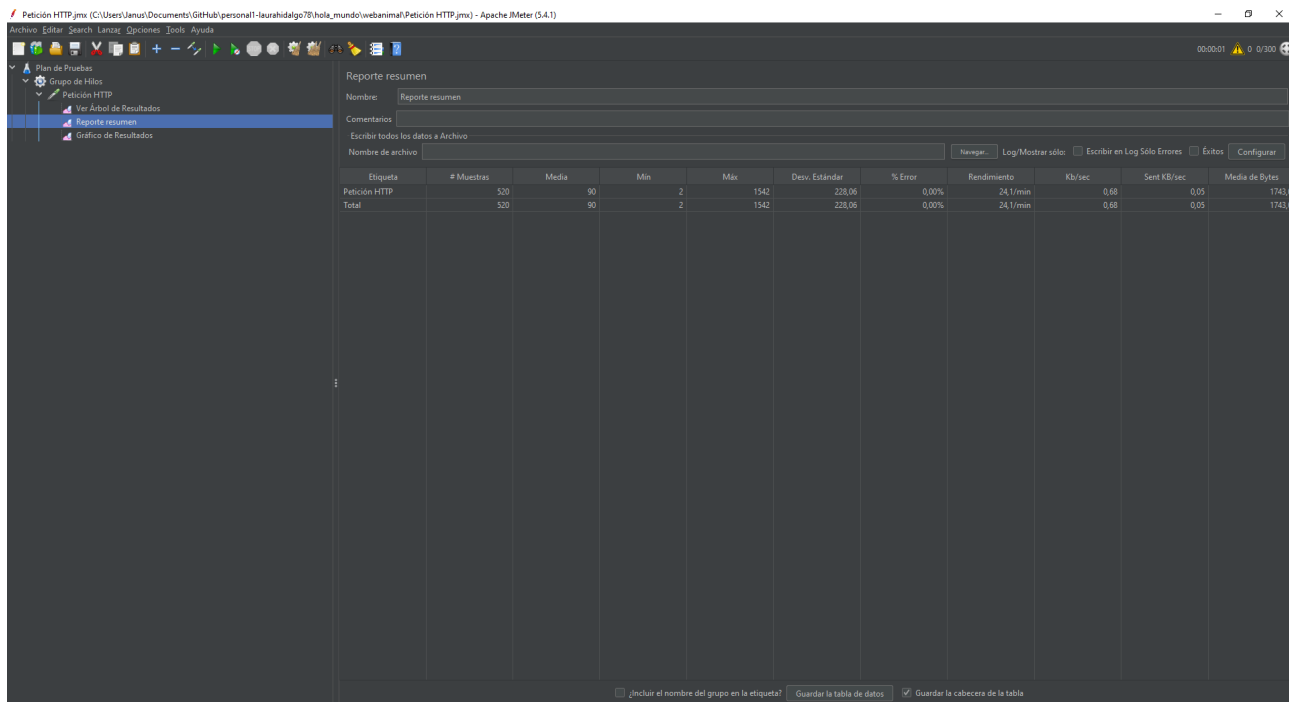 Petición HTTP.jmx (C:\Users\Janus\Documents\GitHub\personal1-laurahidalgo78\hola_mundo\webanimal\Petición HTTP.jmx) - Apache JMeter (5.4.1)
Archivo Editar Search Lanzar Opciones Tools Ayuda
00:00:01 0 0/300
Plan de Pruebas
Grupo de Hilos
Petición HTTP
Ver Árbol de Resultados
Reporte resumen
Gráfico de Resultados
Reporte resumen
Nombre: Reporte resumen
Comentarios
Escribir todos los datos a Archivo
Nombre de archivo Navegar... Log/Mostrar sólo: Escribir en Log Sólo Errores Éxitos Configurar
Etiqueta # Muestras Media Mín Máx Desv. Estándar % Error Rendimiento Kb/sec Sent KB/sec Media de Bytes
Petición HTTP 520 90 2 1542 228,06 0,00% 24,1/min 0,68 0,05 1743,
Total 520 90 2 1542 228,06 0,00% 24,1/min 0,68 0,05 1743,
¿Incluir el nombre del grupo en la etiqueta? Guardar la tabla de datos Guardar la cabecera de la tabla